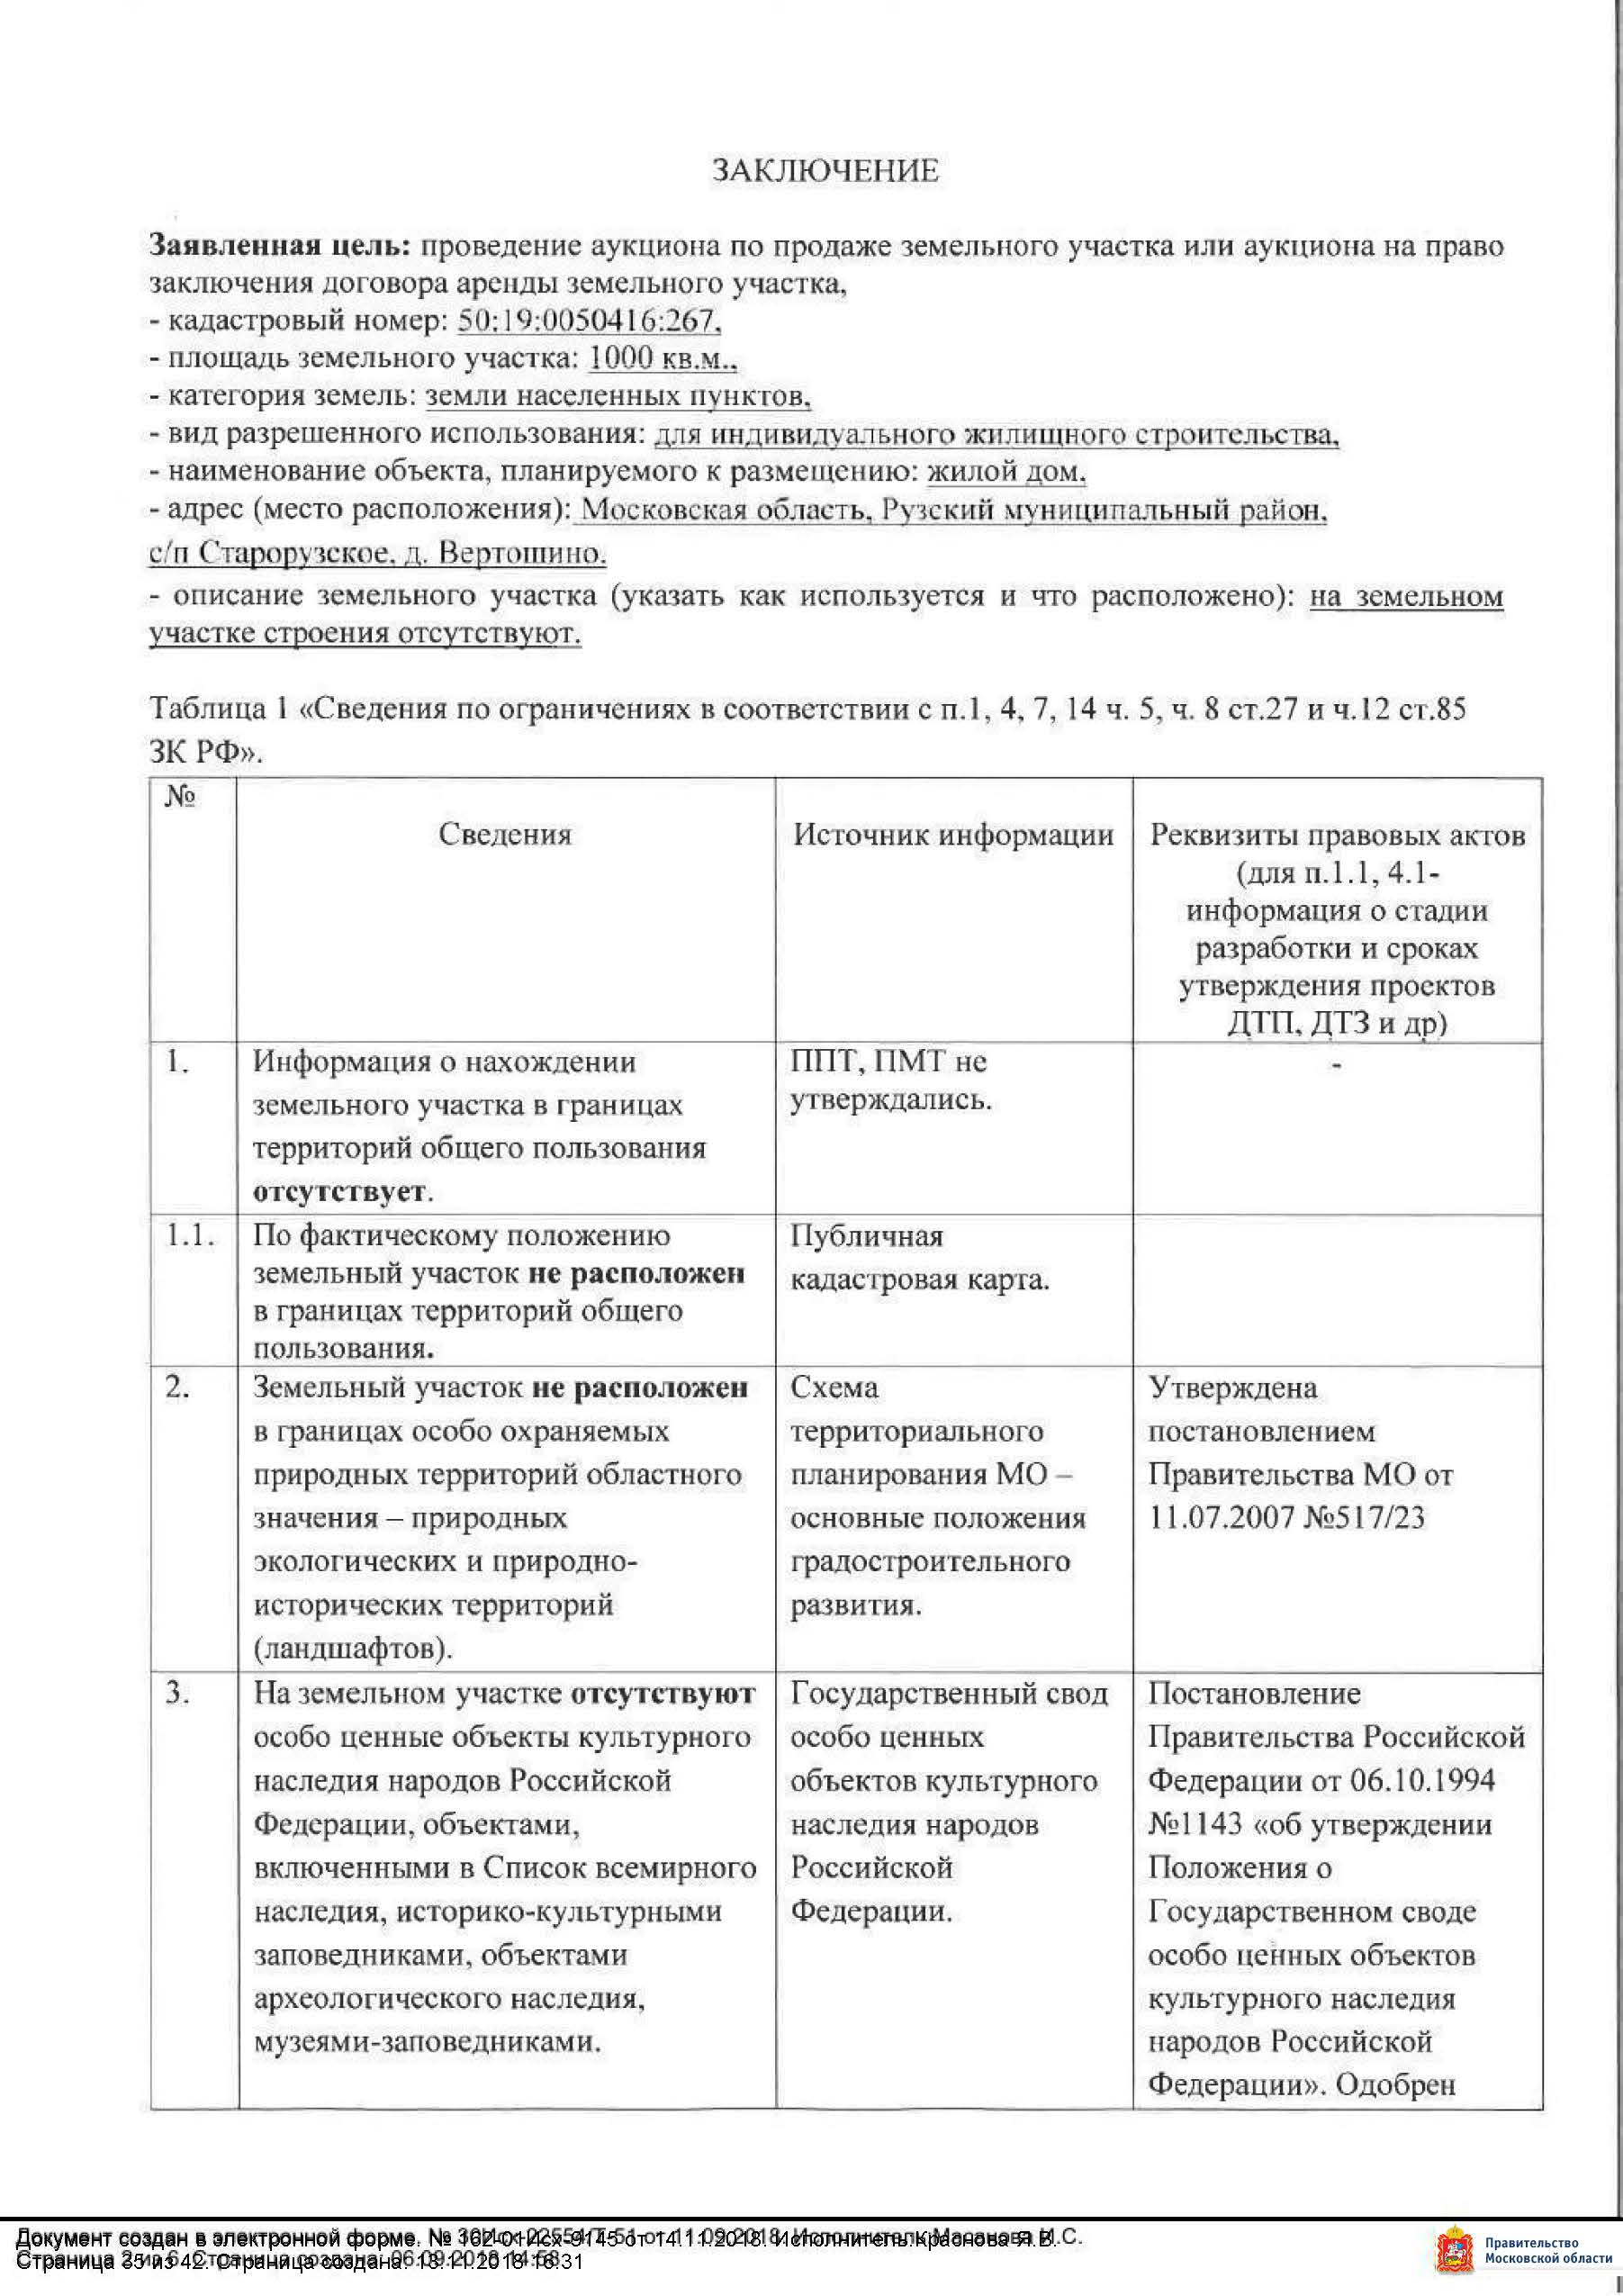 ЗАКЛЮЧЕНИЕ
Заявленная цель: проведение аукциона по продаже земельного участка или аукциона на право
заключения договора аренды земельного участка,
- кадастровый номер: 50:19:0050416:267,
- площадь земельного участка: 1000 кв.м.,
- категория земель: земли населенных пунктов,
- вид разрешенного использования: для индивидуального жилищного строительства,
- наименование объекта, планируемого к размещению: жилой дом.
- адрес (место расположения): Московская область, Рузский муниципальный район,
с/п Старорузское, д. Вертошино.
- описание земельного участка (указать как используется и что расположено): на земельном
участке строения отсутствуют.
Таблица 1 «Сведения по ограничениях в соответствии с п.1, 4, 7, 14 ч. 5, ч. 8 ст.27 и ч.12 ст.85
ЗК РФ».
№
Сведения
Источник информации
Реквизиты правовых актов
(для п.1.1, 4.1-
информация о стадии
разработки и сроках
утверждения проектов
ДТП, ДТЗ и др)
1.
Информация о нахождении
земельного участка в границах
территорий общего пользования
отсутствует.
ППТ, ПМТ не
утверждались.
-
1.1.
По фактическому положению
земельный участок не расположен
в границах территорий общего
пользования.
Публичная
кадастровая карта.
2.
Земельный участок не расположен
в границах особо охраняемых
природных территорий областного
значения – природных
экологических и природно-
исторических территорий
(ландшафтов).
Схема
территориального
планирования МО –
основные положения
градостроительного
развития.
Утверждена
постановлением
Правительства МО от
11.07.2007 №517/23
3.
На земельном участке отсутствуют
особо ценные объекты культурного
наследия народов Российской
Федерации, объектами,
включенными в Список всемирного
наследия, историко-культурными
заповедниками, объектами
археологического наследия,
музеями-заповедниками.
Государственный свод
особо ценных
объектов культурного
наследия народов
Российской
Федерации.
Постановление
Правительства Российской
Федерации от 06.10.1994
№1143 «об утверждении
Положения о
Государственном своде
особо ценных объектов
культурного наследия
народов Российской
Федерации». Одобрен
Документ создан в электронной форме. №
Правительство
Московской области